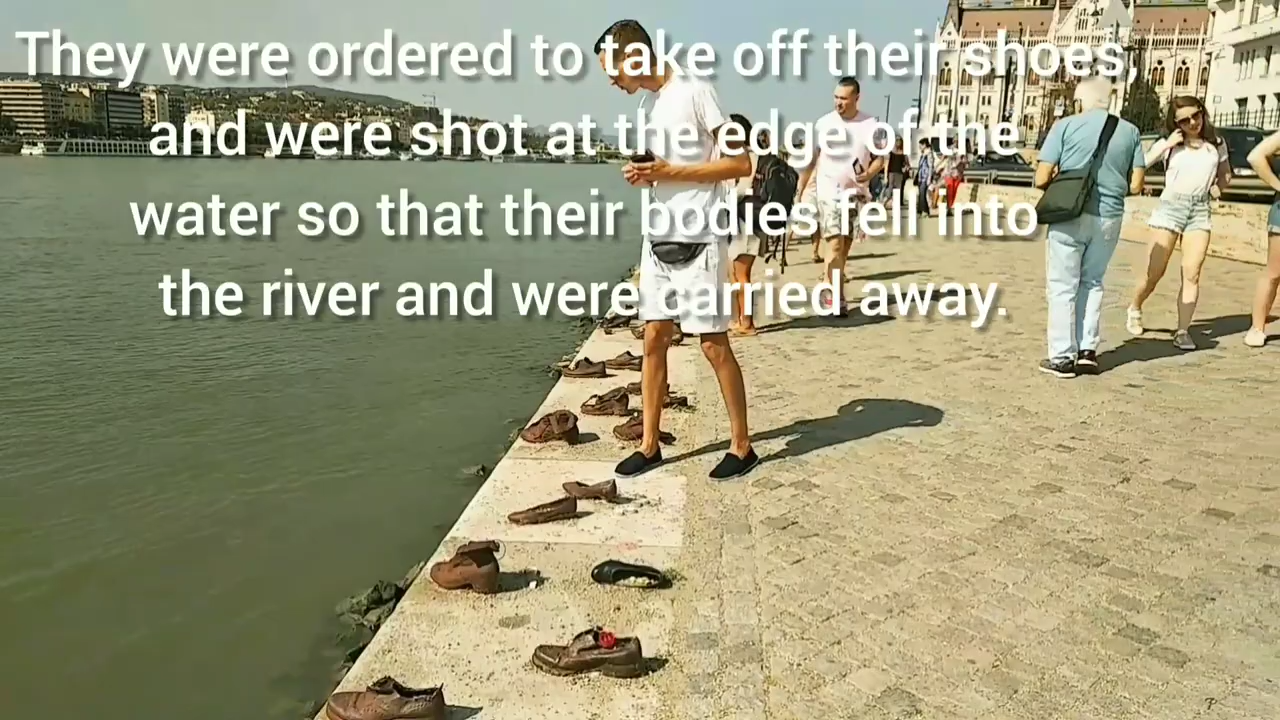 They were ordered to take off their shoes,
and were shot at the edge of the
water so that their bodies fell into
the river and were carried away.